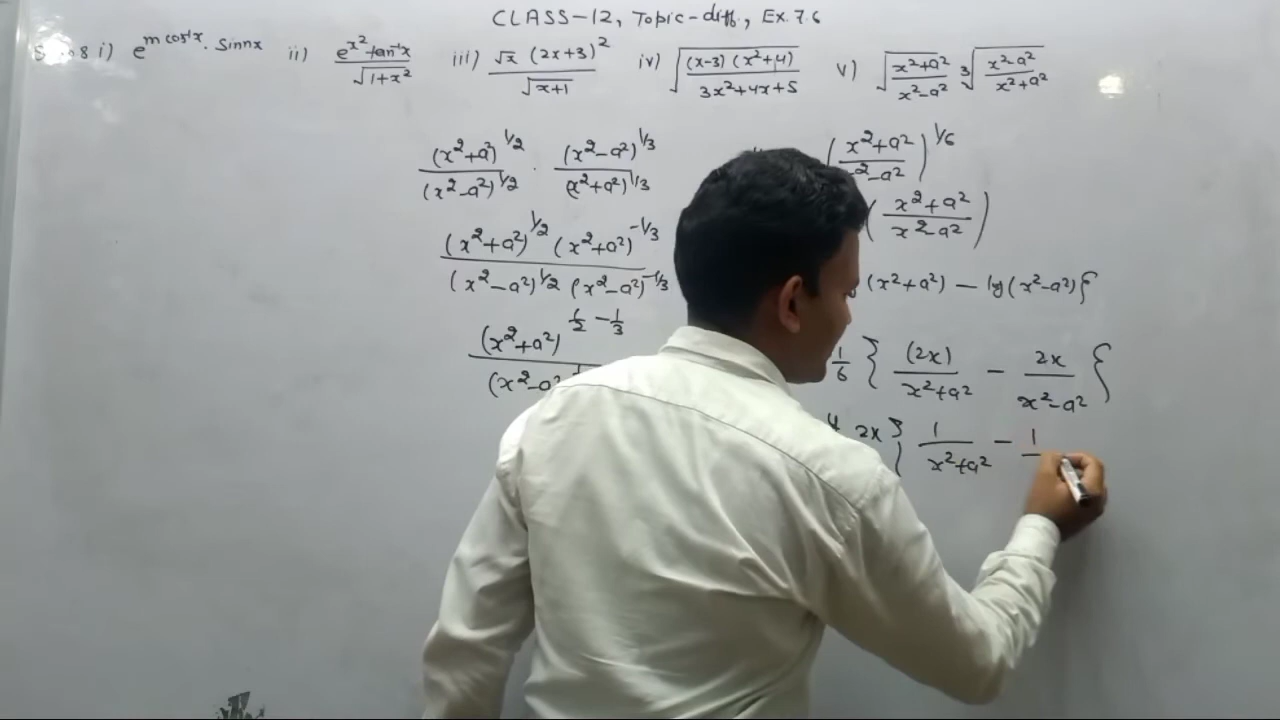 CLASS-12, Topic-diff., Ex. 7.6
i) e^(m cos⁻¹x) . Sin nx ii) e^(x²) tan⁻¹x / √(1+x²) iii) √x (2x+3)² / √(x+1) iv) √((x-3) (x²+4) / (3x²+4x+5)) v) √((x²+a²) / (x²-a²)) ∛((x²-a²) / (x²+a²))
(x²+a²)^(1/2) / (x²-a²)^(1/2) . (x²-a²)^(1/3) / (x²+a²)^(1/3)
(x²+a²)^(1/2) (x²+a²)^(-1/3) / (x²-a²)^(1/2) (x²-a²)^(-1/3)
(x²+a²)^(1/2 - 1/3) / (x²-a²
((x²+a²) / (x²-a²))^(1/6)
((x²+a²) / (x²-a²))
(x²+a²) - log(x²-a²)}
1/6 { (2x) / (x²+a²) - 2x / (x²-a²) }
2x { 1 / (x²+a²) - 1